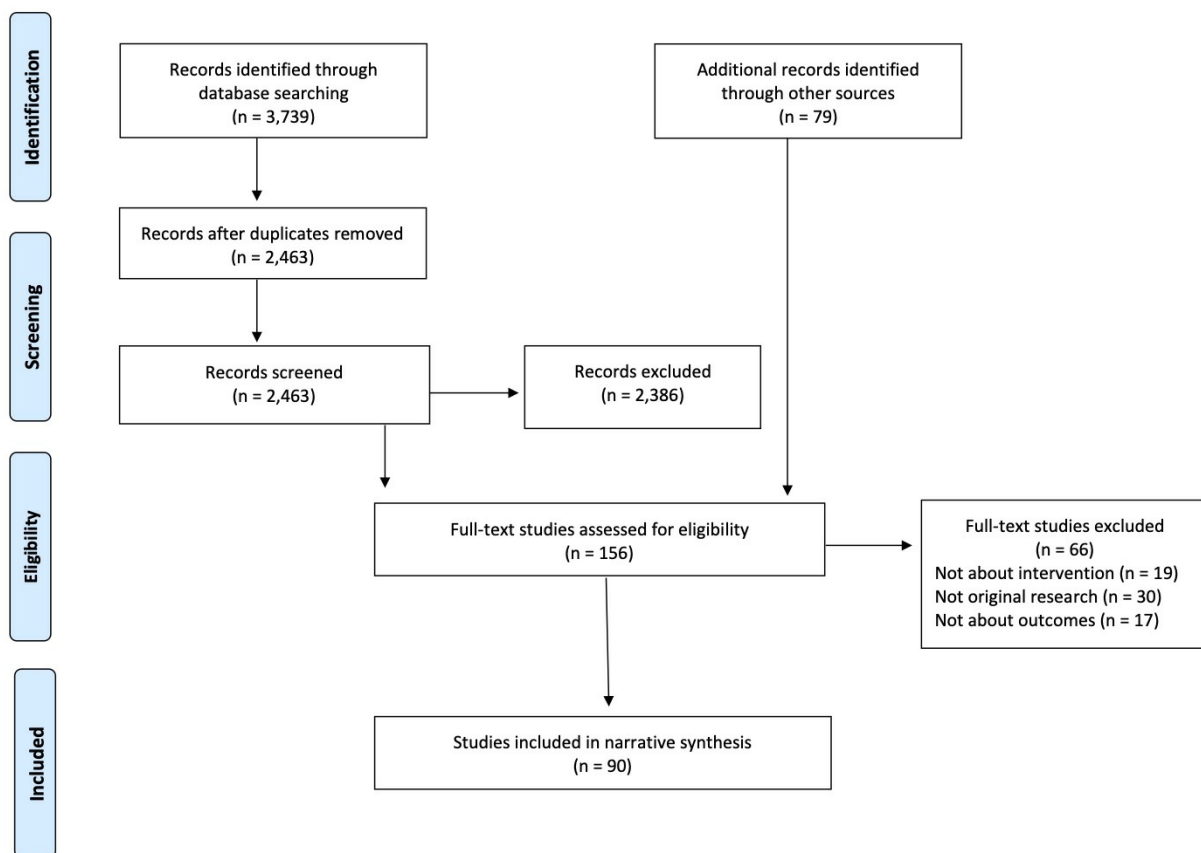 Identification
Records identified through
database searching
(n = 3,739)
Additional records identified
through other sources
(n = 79)
Screening
Records after duplicates removed
(n = 2,463)
Records screened
(n = 2,463)
Records excluded
(n = 2,386)
Eligibility
Full-text studies assessed for eligibility
(n = 156)
Full-text studies excluded
(n = 66)
Not about intervention (n = 19)
Not original research (n = 30)
Not about outcomes (n = 17)
Included
Studies included in narrative synthesis
(n = 90)